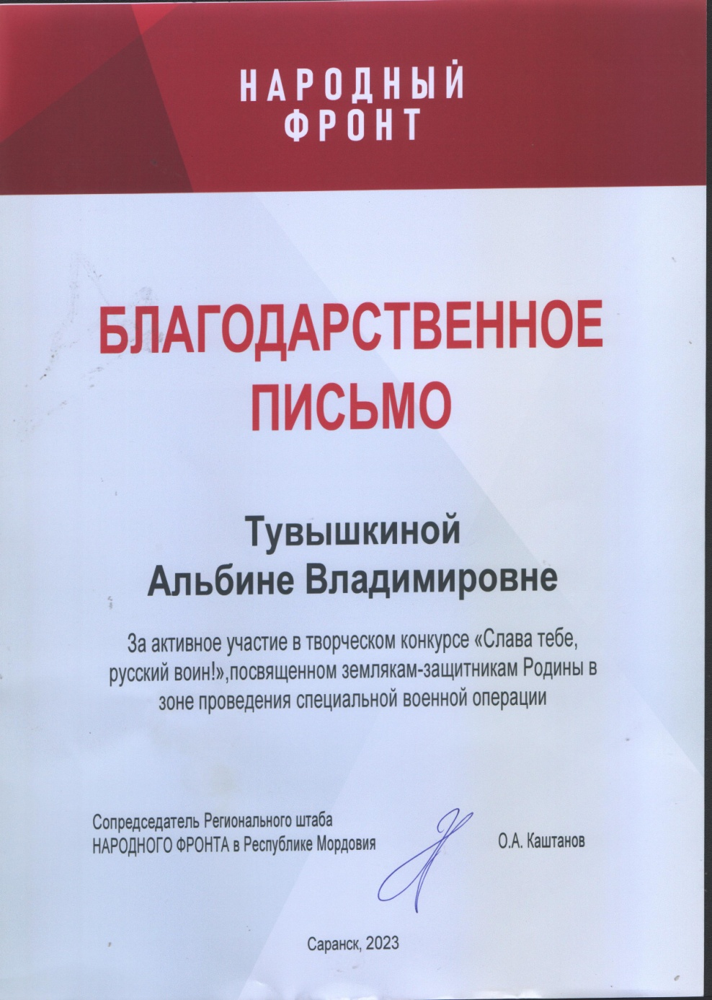 НАРОДНЫЙ
ФРОНТ
БЛАГОДАРСТВЕННОЕ
ПИСЬМО
Тувышкиной
Альбине Владимировне
За активное участие в творческом конкурсе «Слава тебе,
русский воин!»,посвященном землякам-защитникам Родины в
зоне проведения специальной военной операции
Сопредседатель Регионального штаба
НАРОДНОГО ФРОНТА в Республике Мордовия
О.А. Каштанов
Саранск, 2023